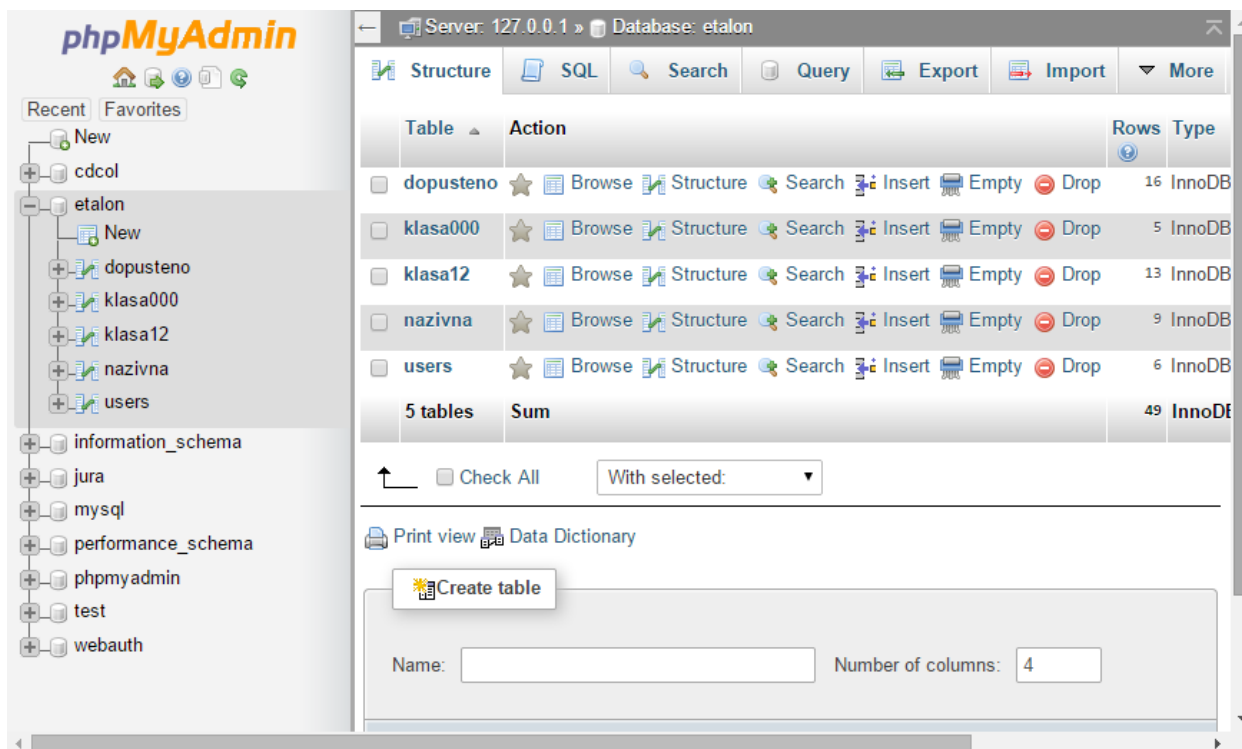 phpMyAdmin
Recent Favorites
New
cdcol
etalon
New
dopusteno
klasa000
klasa12
nazivna
users
information_schema
jura
mysql
performance_schema
phpmyadmin
test
webauth
Server: 127.0.0.1 » Database: etalon
Structure SQL Search Query Export Import More
Table Action Rows Type
dopusteno Browse Structure Search Insert Empty Drop 16 InnoDB
klasa000 Browse Structure Search Insert Empty Drop 5 InnoDB
klasa12 Browse Structure Search Insert Empty Drop 13 InnoDB
nazivna Browse Structure Search Insert Empty Drop 9 InnoDB
users Browse Structure Search Insert Empty Drop 6 InnoDB
5 tables Sum 49 InnoDB
Check All With selected:
Print view Data Dictionary
Create table
Name: Number of columns: 4